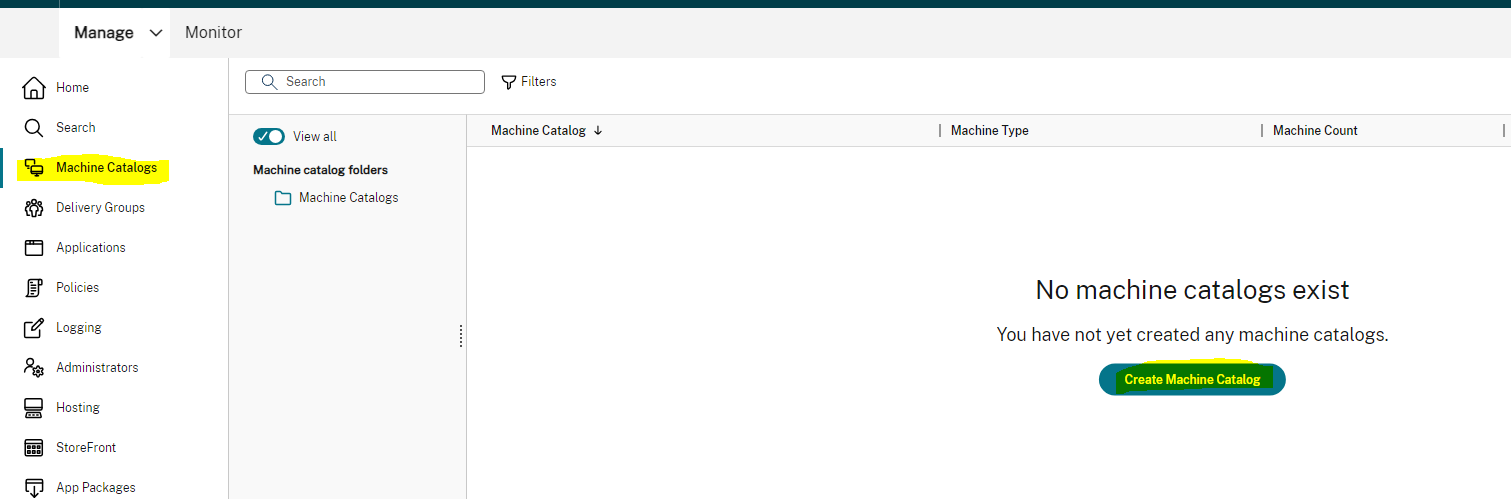 Manage Monitor
Home
Search
Machine Catalogs
Delivery Groups
Applications
Policies
Logging
Administrators
Hosting
StoreFront
App Packages
Search Filters
View all
Machine catalog folders
Machine Catalogs
Machine Catalog Machine Type Machine Count
No machine catalogs exist
You have not yet created any machine catalogs.
Create Machine Catalog